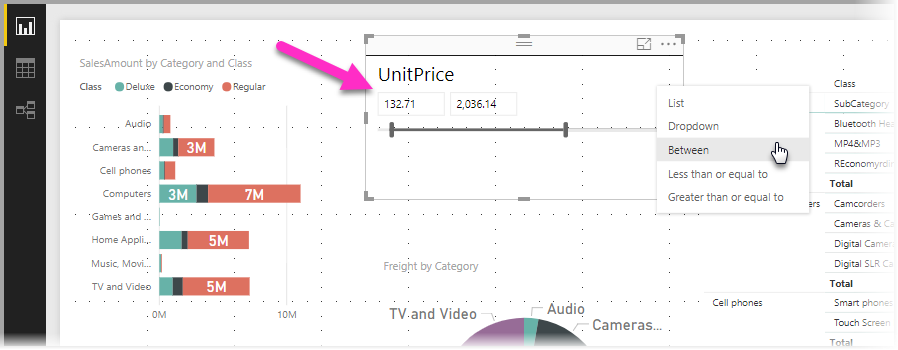 SalesAmount by Category and Class
Class Deluxe Economy Regular
Audio
Cameras an...
3M
Cell phones
Computers
3M 7M
Games and ...
Home Appli...
5M
Music, Movi...
TV and Video
5M
0M 10M
UnitPrice
132.71 2,036.14
List
Dropdown
Between
Less than or equal to
Greater than or equal to
Freight by Category
TV and Video
Audio
Cameras...
Class
SubCategory
Bluetooth Hea
MP4&MP3
Total
Camcorders
Cameras & Ca
Digital Camera
Digital SLR Ca
Total
Cell phones Smart phones
Touch Screen
Total